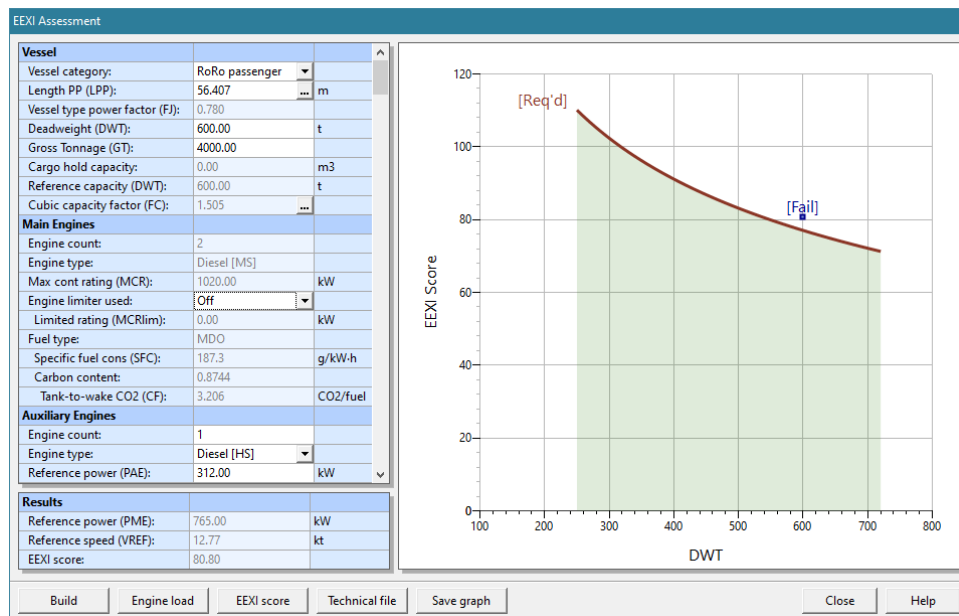 EEXI Assessment
Vessel
Vessel category: RoRo passenger
Length PP (LPP): 56.407 ... m
Vessel type power factor (FJ): 0.780
Deadweight (DWT): 600.00 t
Gross Tonnage (GT): 4000.00
Cargo hold capacity: 0.00 m3
Reference capacity (DWT): 600.00 t
Cubic capacity factor (FC): 1.505 ...
Main Engines
Engine count: 2
Engine type: Diesel [MS]
Max cont rating (MCR): 1020.00 kW
Engine limiter used: Off
Limited rating (MCRlim): 0.00 kW
Fuel type: MDO
Specific fuel cons (SFC): 187.3 g/kW·h
Carbon content: 0.8744
Tank-to-wake CO2 (CF): 3.206 CO2/fuel
Auxiliary Engines
Engine count: 1
Engine type: Diesel [HS]
Reference power (PAE): 312.00 kW
Results
Reference power (PME): 765.00 kW
Reference speed (VREF): 12.77 kt
EEXI score: 80.80
120
100
80
60
40
20
0
EEXI Score
[Req'd]
[Fail]
100 200 300 400 500 600 700 800
DWT
Build Engine load EEXI score Technical file Save graph Close Help